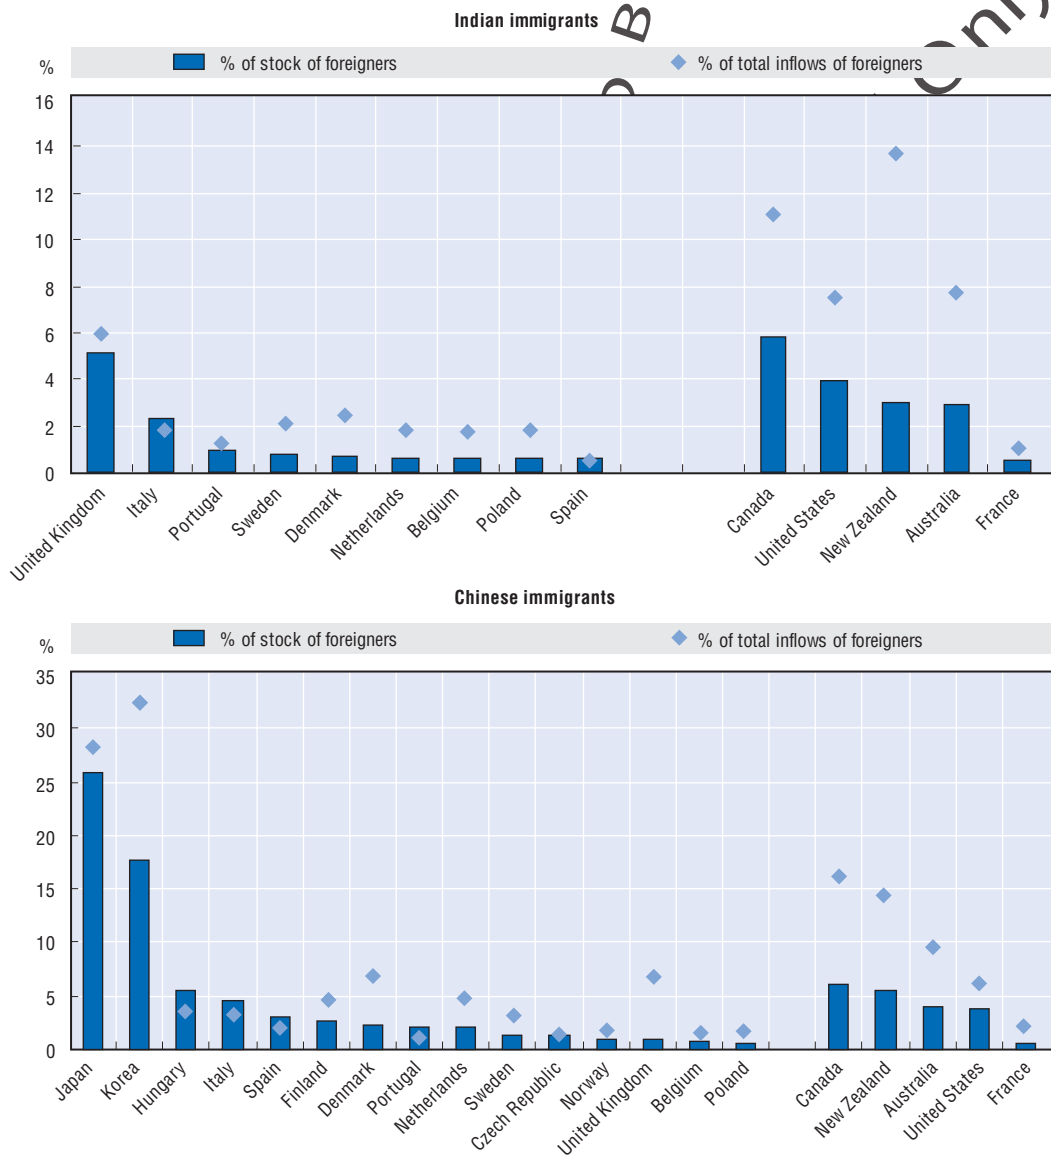 Indian immigrants
% of stock of foreigners
% of total inflows of foreigners
%
16
14
12
10
8
6
4
2
0
United Kingdom
Italy
Portugal
Sweden
Denmark
Netherlands
Belgium
Poland
Spain
Canada
United States
New Zealand
Australia
France
Chinese immigrants
% of stock of foreigners
% of total inflows of foreigners
%
35
30
25
20
15
10
5
0
Japan
Korea
Hungary
Italy
Spain
Finland
Denmark
Portugal
Netherlands
Sweden
Czech Republic
Norway
United Kingdom
Belgium
Poland
Canada
New Zealand
Australia
United States
France